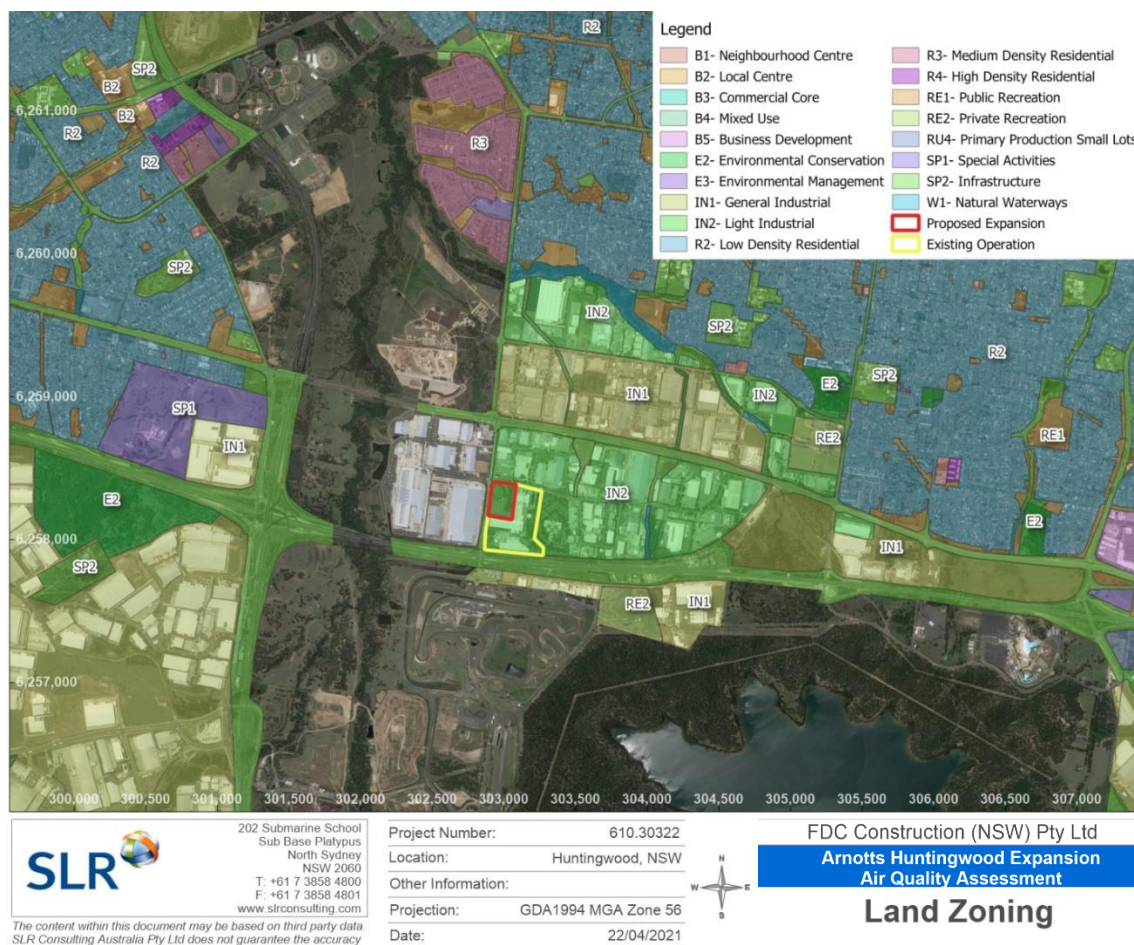 R2
SP2
B2
B2
R2
R2
R3
SP2
6,261,000
6,260,000
6,259,000
6,258,000
6,257,000
Legend
B1- Neighbourhood Centre
B2- Local Centre
B3- Commercial Core
B4- Mixed Use
B5- Business Development
E2- Environmental Conservation
E3- Environmental Management
IN1- General Industrial
IN2- Light Industrial
R2- Low Density Residential
R3- Medium Density Residential
R4- High Density Residential
RE1- Public Recreation
RE2- Private Recreation
RU4- Primary Production Small Lots
SP1- Special Activities
SP2- Infrastructure
W1- Natural Waterways
Proposed Expansion
Existing Operation
IN2
SP2
R2
IN1
IN2
E2
SP2
RE2
RE1
SP1
IN1
IN2
E2
SP2
E2
IN1
RE2
IN1
300,000
300,500
301,000
301,500
302,000
302,500
303,000
303,500
304,000
304,500
305,000
305,500
306,000
306,500
307,000
SLR
202 Submarine School
Sub Base Platypus
North Sydney
NSW 2060
T: +61 7 3858 4800
F: +61 7 3858 4801
www.slrconsulting.com
The content within this document may be based on third party data.
SLR Consulting Australia Pty Ltd does not guarantee the accuracy
Project Number: 610.30322
Location: Huntingwood, NSW
Other Information:
Projection: GDA1994 MGA Zone 56
Date: 22/04/2021
N
W E
S
FDC Construction (NSW) Pty Ltd
Arnotts Huntingwood Expansion
Air Quality Assessment
Land Zoning